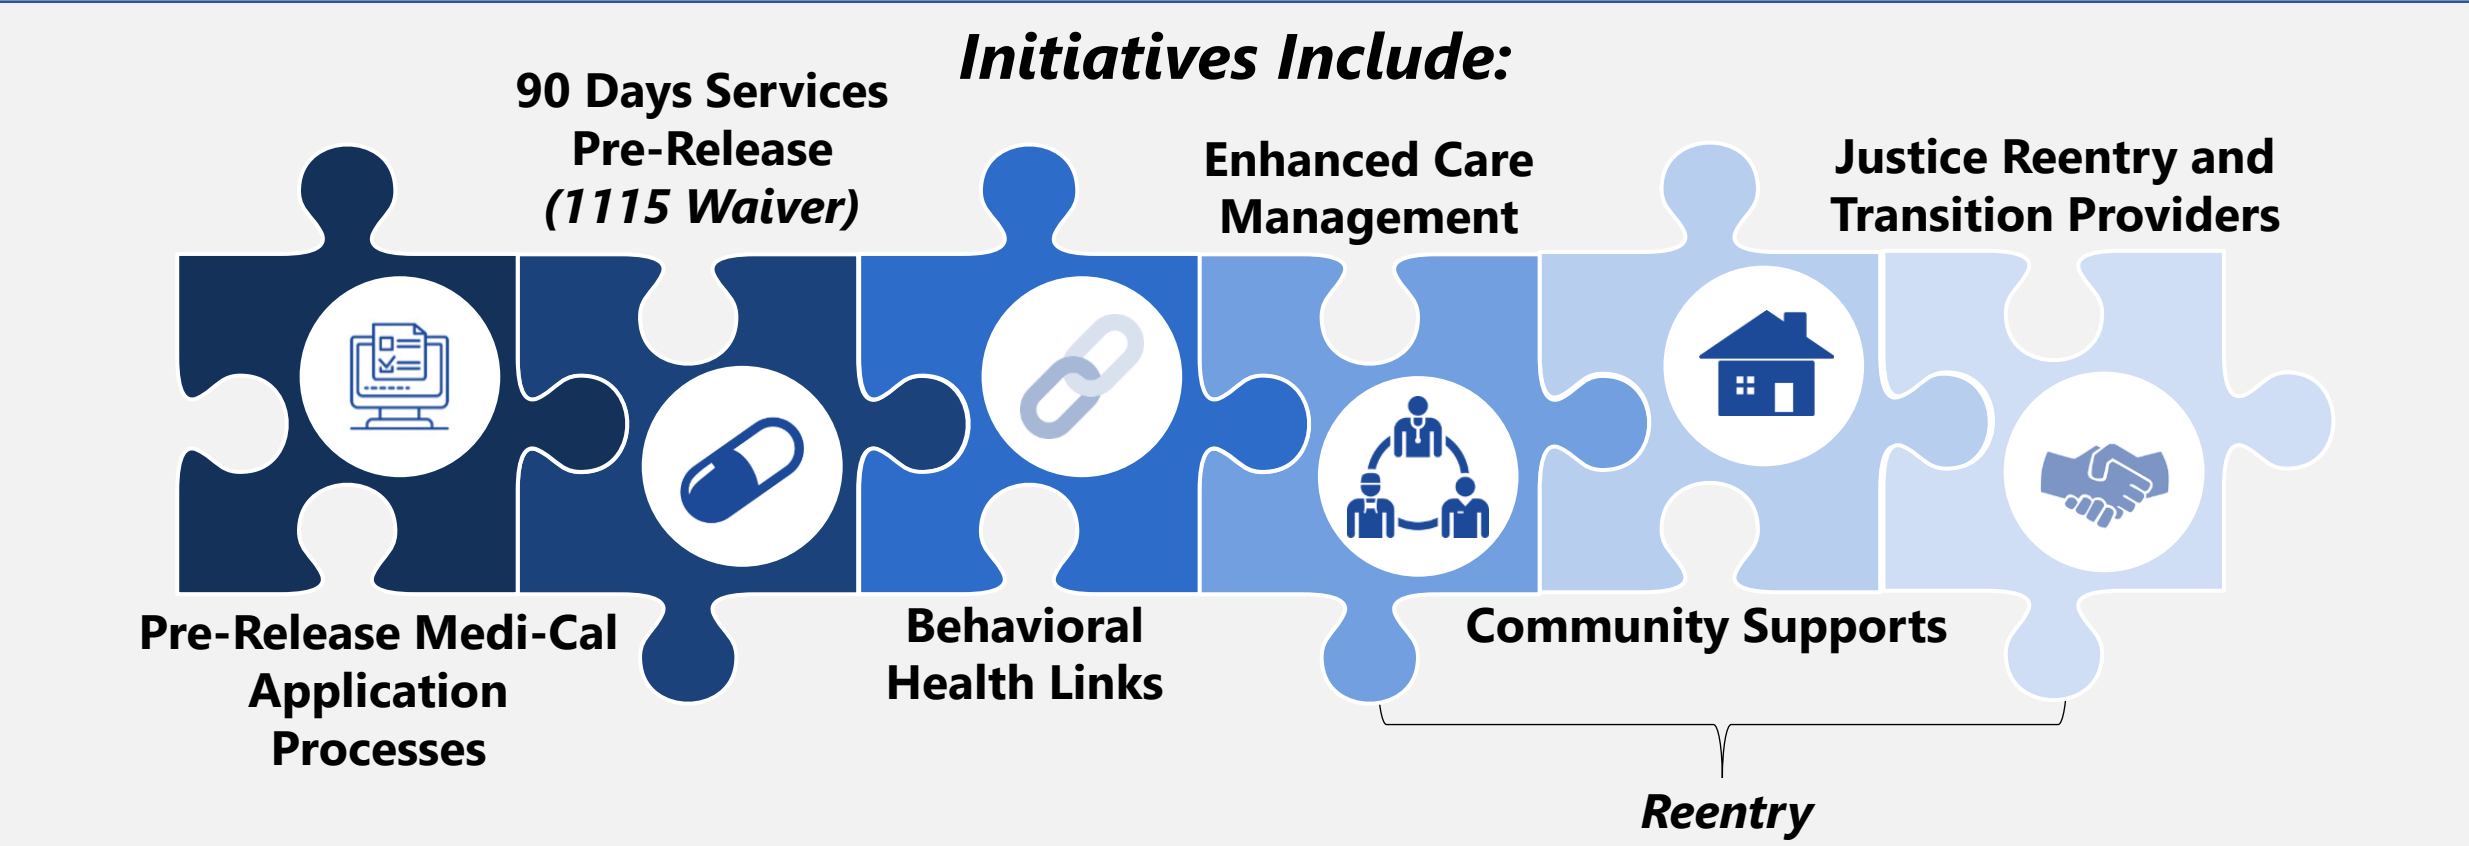 Initiatives Include:
90 Days Services
Pre-Release
(1115 Waiver)
Enhanced Care
Management
Justice Reentry and
Transition Providers
Pre-Release Medi-Cal
Application
Processes
Behavioral
Health Links
Community Supports
Reentry